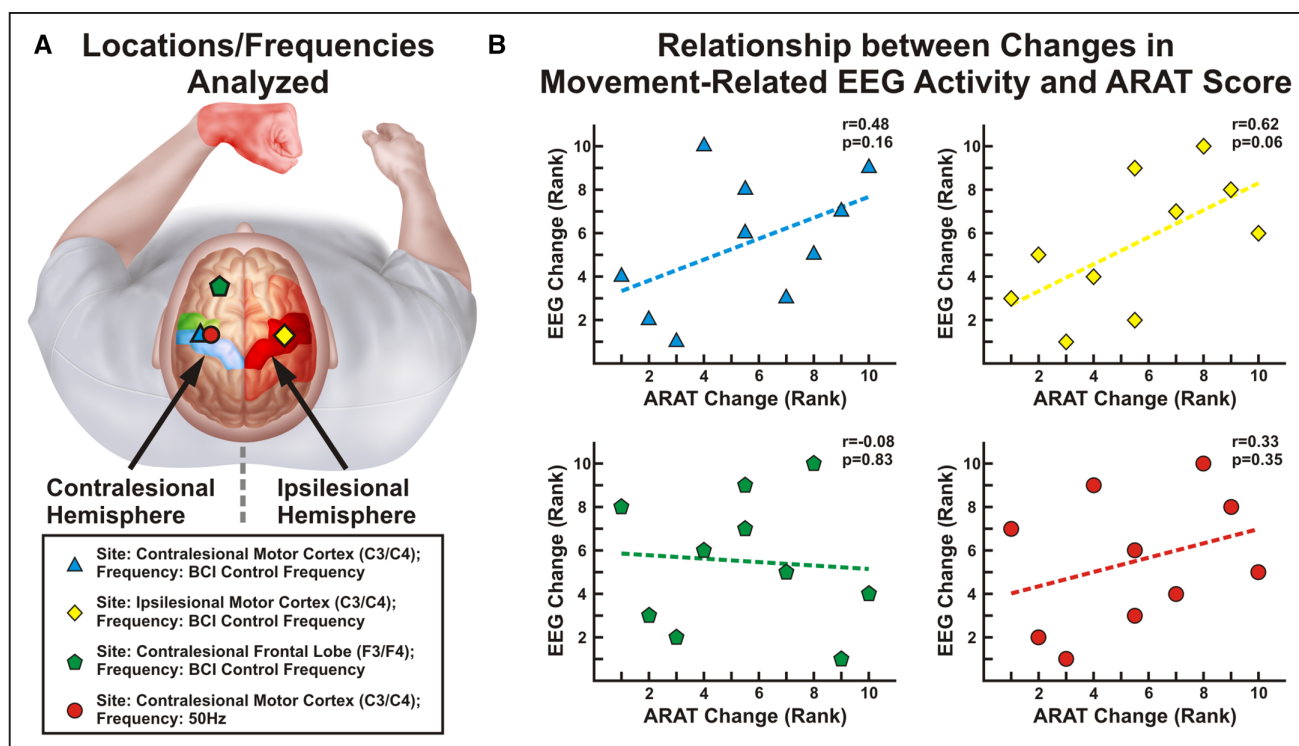 A
Locations/Frequencies
Analyzed
Contralesional
Hemisphere
Ipsilesional
Hemisphere
Site: Contralesional Motor Cortex (C3/C4);
Frequency: BCI Control Frequency
Site: Ipsilesional Motor Cortex (C3/C4);
Frequency: BCI Control Frequency
Site: Contralesional Frontal Lobe (F3/F4);
Frequency: BCI Control Frequency
Site: Contralesional Motor Cortex (C3/C4);
Frequency: 50Hz
B
Relationship between Changes in
Movement-Related EEG Activity and ARAT Score
r=0.48
p=0.16
EEG Change (Rank)
10
8
6
4
2
2 4 6 8 10
ARAT Change (Rank)
r=0.62
p=0.06
EEG Change (Rank)
10
8
6
4
2
2 4 6 8 10
ARAT Change (Rank)
r=-0.08
p=0.83
EEG Change (Rank)
10
8
6
4
2
2 4 6 8 10
ARAT Change (Rank)
r=0.33
p=0.35
EEG Change (Rank)
10
8
6
4
2
2 4 6 8 10
ARAT Change (Rank)